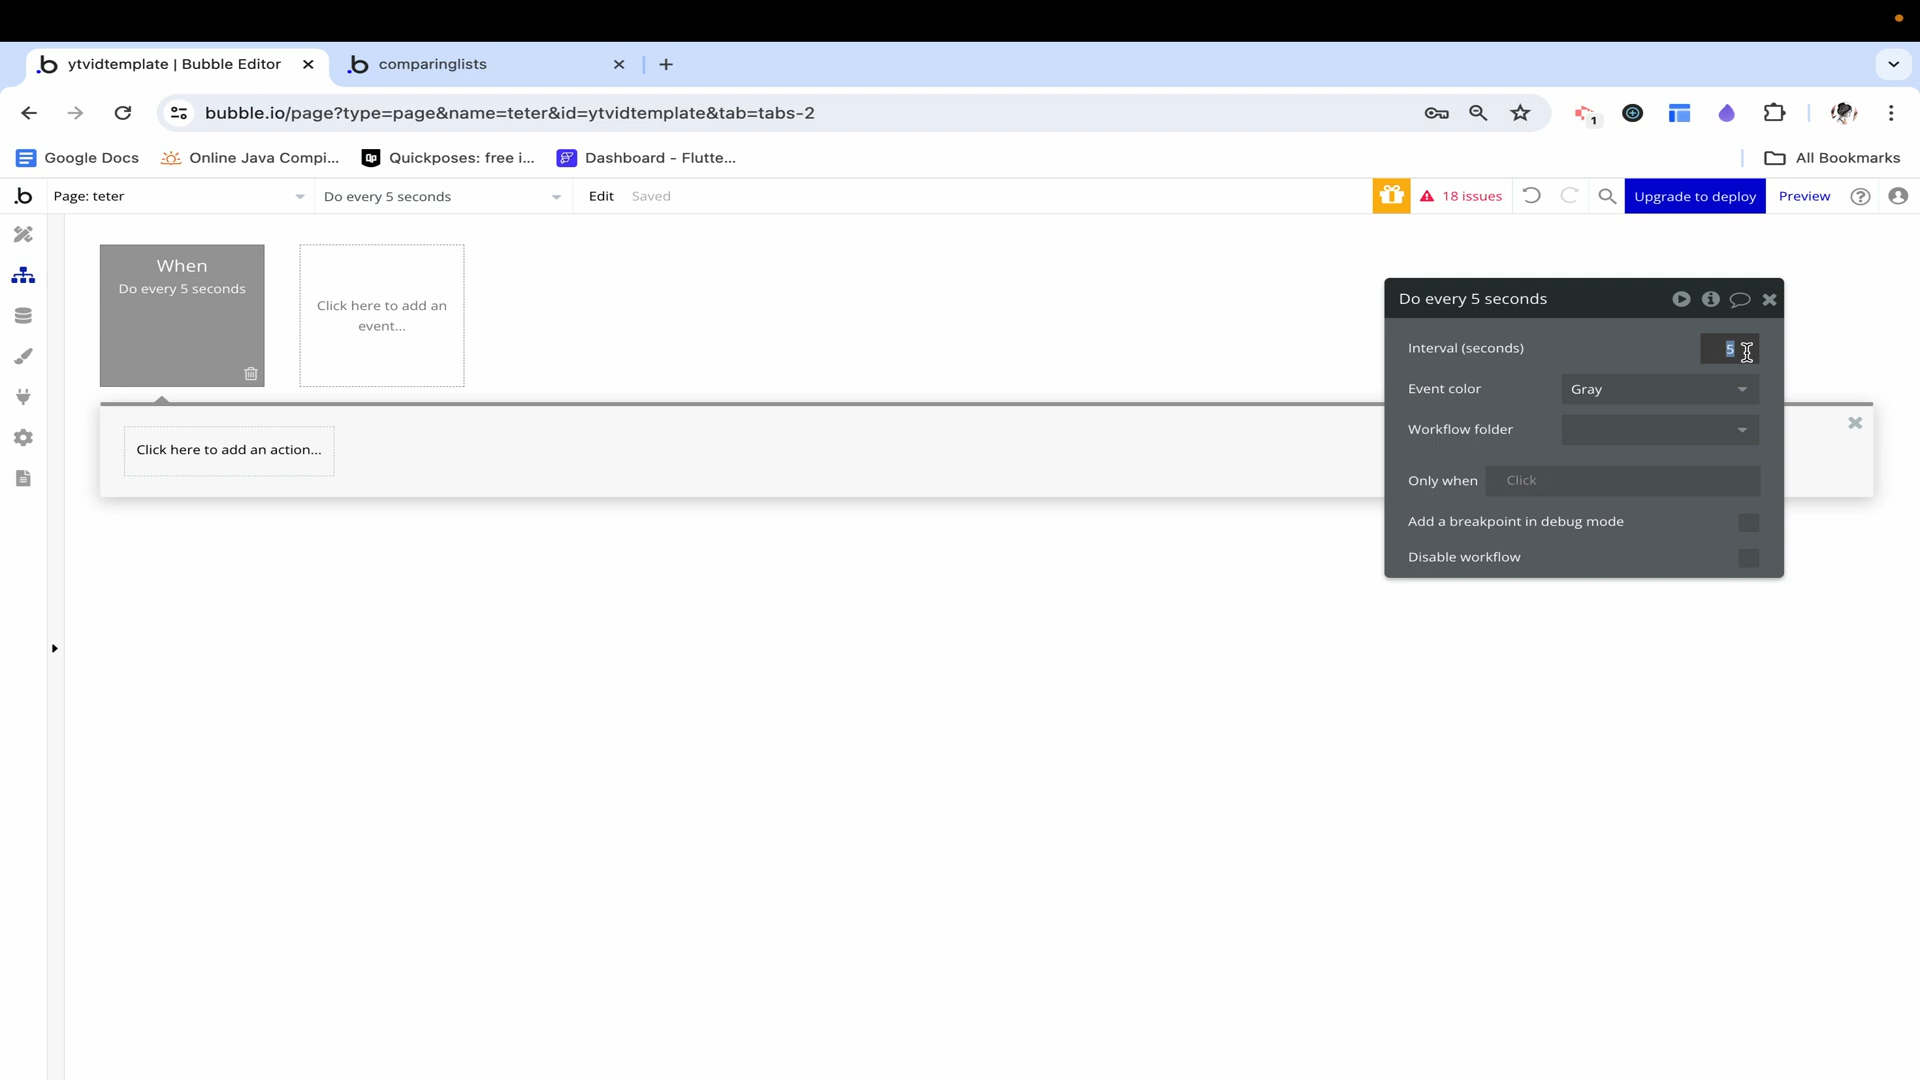 ytvidtemplate | Bubble Editor
comparinglists
bubble.io/page?type=page&name=teter&id=ytvidtemplate&tab=tabs-2
1
Google Docs
Online Java Compi...
Quickposes: free i...
Dashboard - Flutte...
All Bookmarks
Page: teter
Do every 5 seconds
Edit
Saved
18 issues
Upgrade to deploy
Preview
When
Do every 5 seconds
Click here to add an
event...
Do every 5 seconds
Interval (seconds)
5
Event color
Gray
Workflow folder
Click here to add an action...
Only when
Click
Add a breakpoint in debug mode
Disable workflow